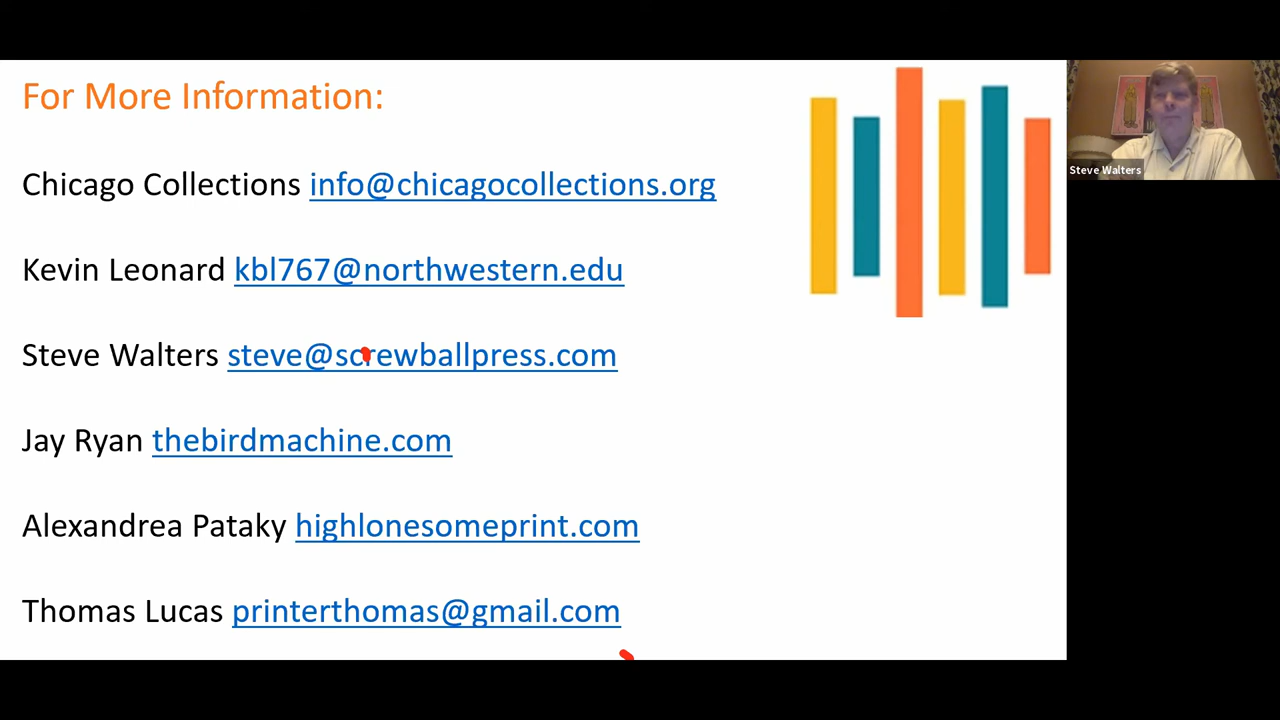 For More Information:
Chicago Collections info@chicagocollections.org
Kevin Leonard kbl767@northwestern.edu
Steve Walters steve@screwballpress.com
Jay Ryan thebirdmachine.com
Alexandrea Pataky highlonesomeprint.com
Thomas Lucas printerthomas@gmail.com
Steve Walters